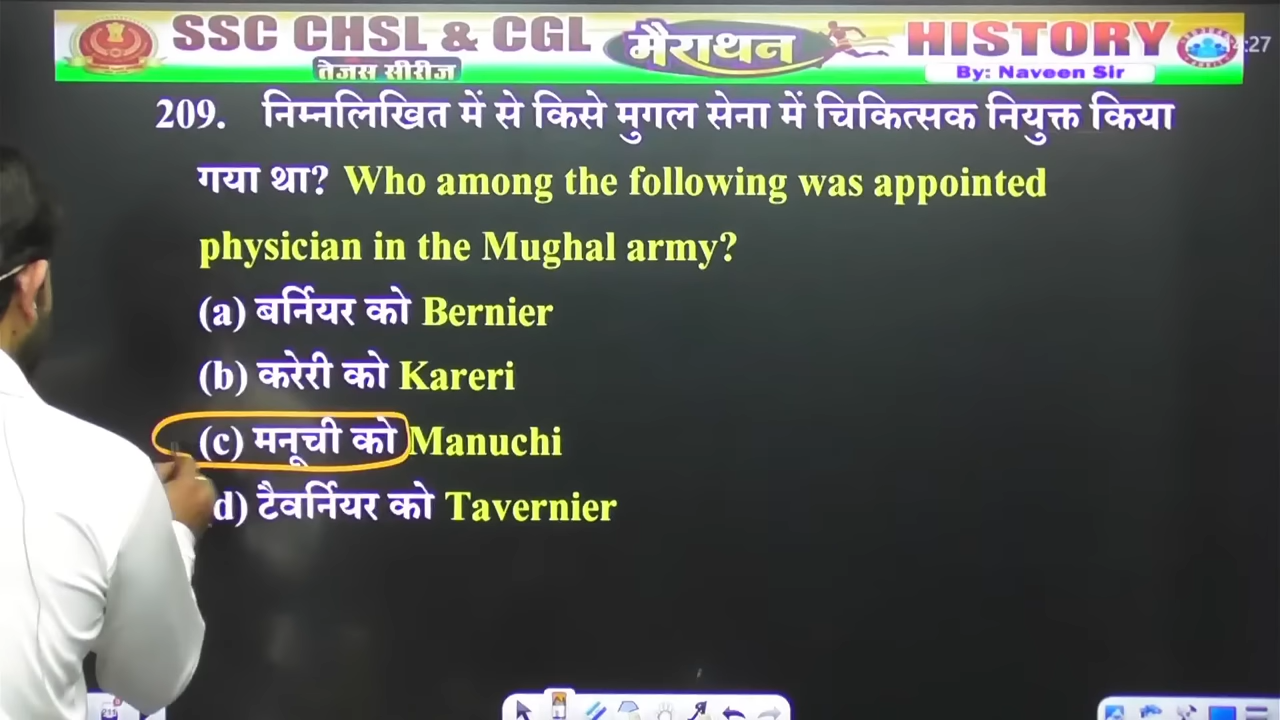 SSC CHSL & CGL
तेजस सीरीज
मैराथन
HISTORY
By: Naveen Sir
:27
209. निम्नलिखित में से किसे मुगल सेना में चिकित्सक नियुक्त किया
गया था? Who among the following was appointed
physician in the Mughal army?
(a) बर्नियर को Bernier
(b) करेरी को Kareri
(c) मनूची को Manuchi
d) टैवर्नियर को Tavernier